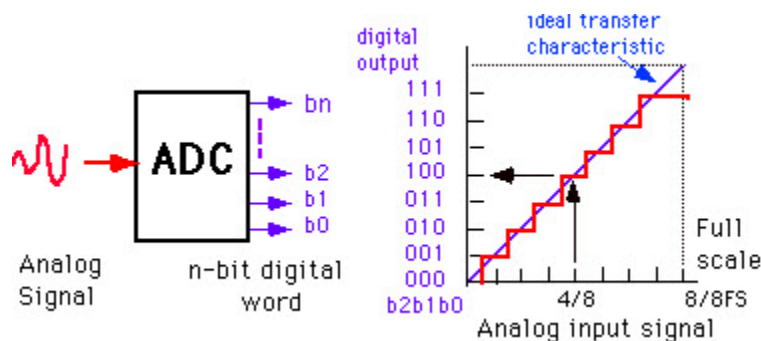 ADC
bn
b2
b1
b0
Analog
Signal
n-bit digital
word
digital
output
ideal transfer
characteristic
111
110
101
100
011
010
001
000
b2b1b0
4/8
8/8FS
Full
scale
Analog input signal